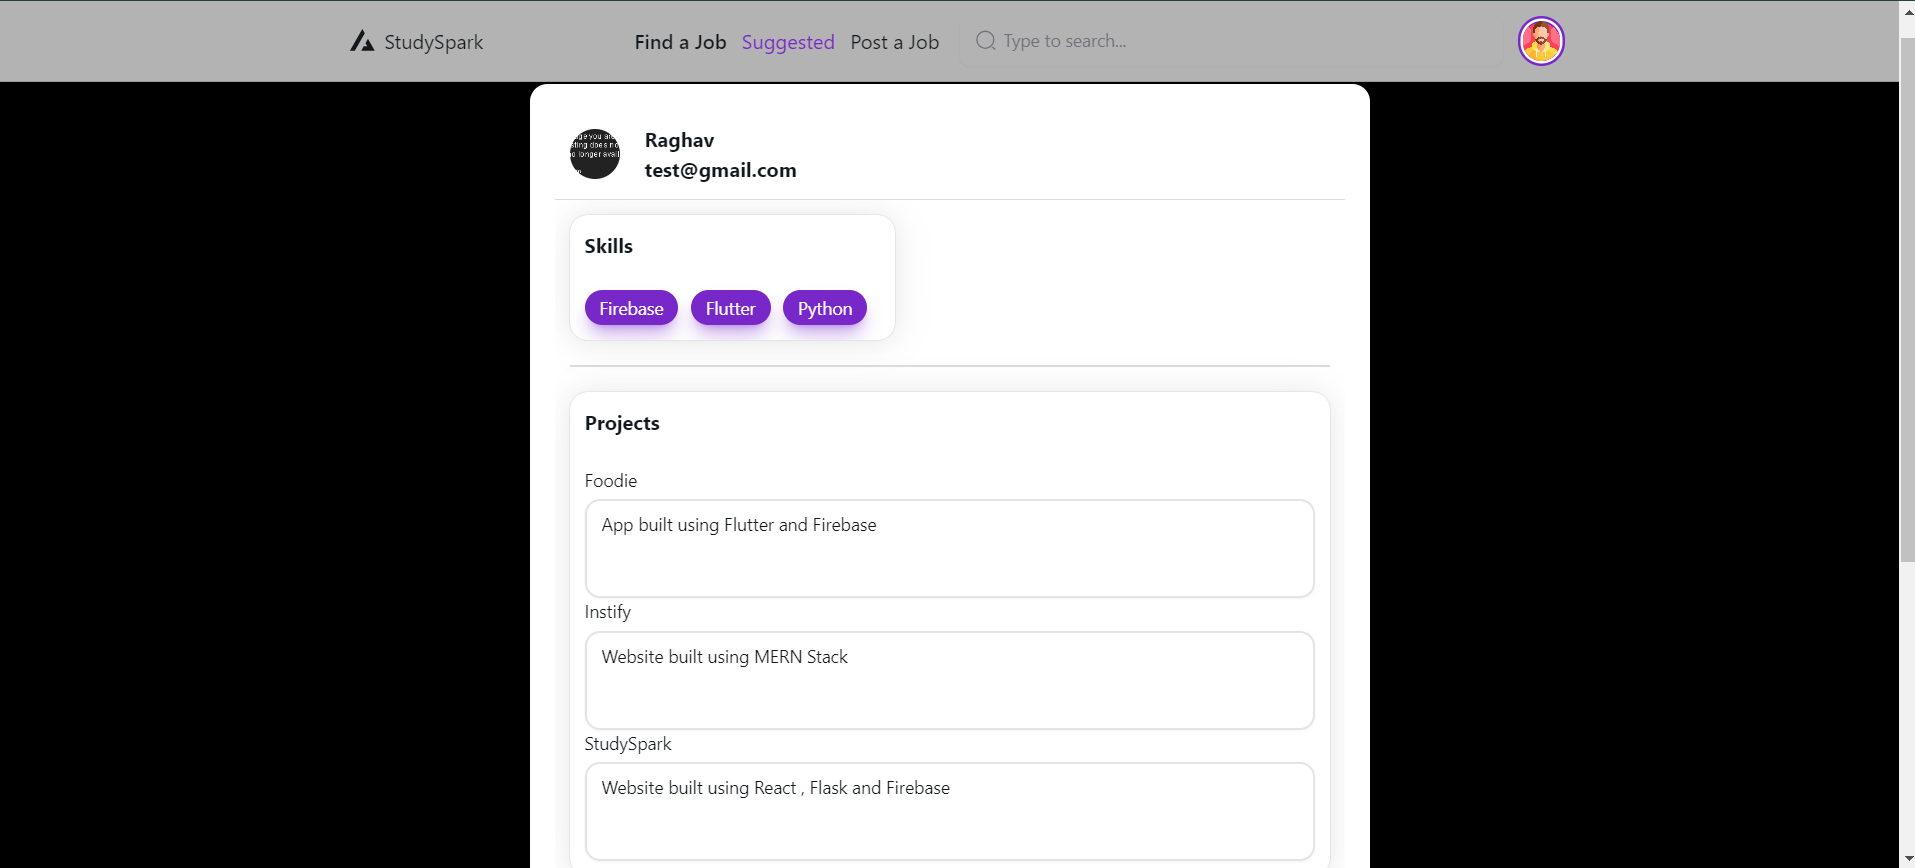 StudySpark
Find a Job Suggested Post a Job Type to search...
Raghav
test@gmail.com
Skills
Firebase Flutter Python
Projects
Foodie
App built using Flutter and Firebase
Instify
Website built using MERN Stack
StudySpark
Website built using React , Flask and Firebase